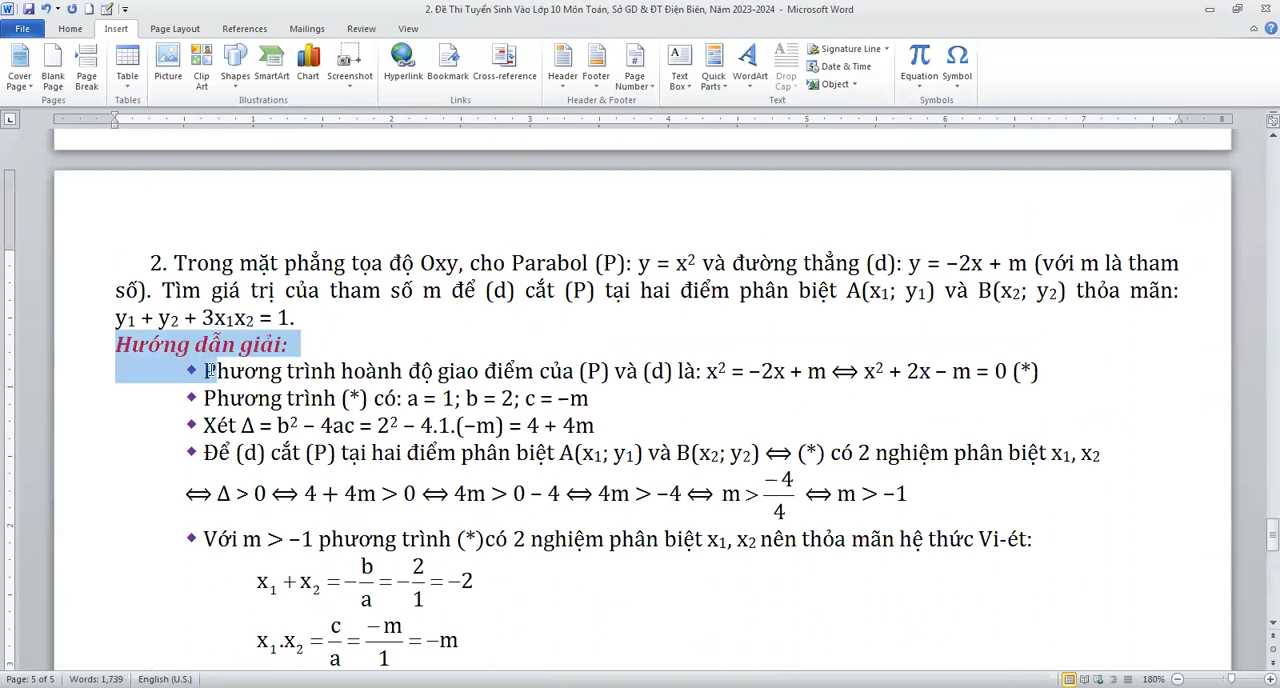 2. Đề Thi Tuyển Sinh Vào Lớp 10 Môn Toán, Sở GD & ĐT Điện Biên, Năm 2023-2024 - Microsoft Word
File Home Insert Page Layout References Mailings Review View
Cover Page Blank Page Page Break Table Picture Clip Art Shapes SmartArt Chart Screenshot Hyperlink Bookmark Cross-reference Header Footer Page Number Text Box Quick Parts WordArt Drop Cap Signature Line Date & Time Object Equation Symbol
Pages Tables Illustrations Links Header & Footer Text Symbols
1 2 3 4 5 6 7 8
2. Trong mặt phẳng tọa độ Oxy, cho Parabol (P): y = x² và đường thẳng (d): y = −2x + m (với m là tham
số). Tìm giá trị của tham số m để (d) cắt (P) tại hai điểm phân biệt A(x₁; y₁) và B(x₂; y₂) thỏa mãn:
y₁ + y₂ + 3x₁x₂ = 1.
Hướng dẫn giải:
◆ Phương trình hoành độ giao điểm của (P) và (d) là: x² = −2x + m ⇔ x² + 2x − m = 0 (*)
◆ Phương trình (*) có: a = 1; b = 2; c = −m
◆ Xét Δ = b² − 4ac = 2² − 4.1.(−m) = 4 + 4m
◆ Để (d) cắt (P) tại hai điểm phân biệt A(x₁; y₁) và B(x₂; y₂) ⇔ (*) có 2 nghiệm phân biệt x₁, x₂
⇔ Δ > 0 ⇔ 4 + 4m > 0 ⇔ 4m > 0 − 4 ⇔ 4m > −4 ⇔ m > −4/4 ⇔ m > −1
◆ Với m > −1 phương trình (*)có 2 nghiệm phân biệt x₁, x₂ nên thỏa mãn hệ thức Vi-ét:
x₁ + x₂ = −b/a = −2/1 = −2
x₁.x₂ = c/a = −m/1 = −m
Page: 5 of 5 Words: 1,739 English (U.S.) 180%